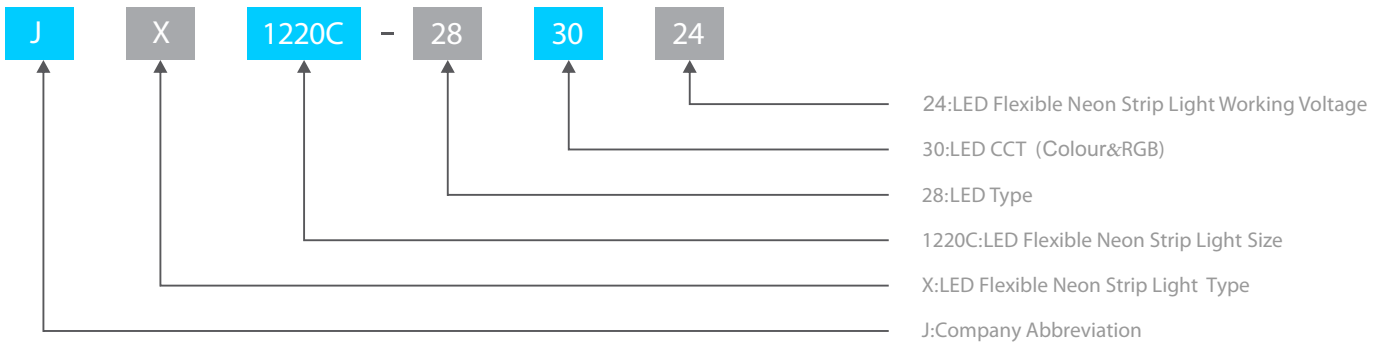 J X 1220C - 28 30 24
24:LED Flexible Neon Strip Light Working Voltage
30:LED CCT (Colour&RGB)
28:LED Type
1220C:LED Flexible Neon Strip Light Size
X:LED Flexible Neon Strip Light Type
J:Company Abbreviation